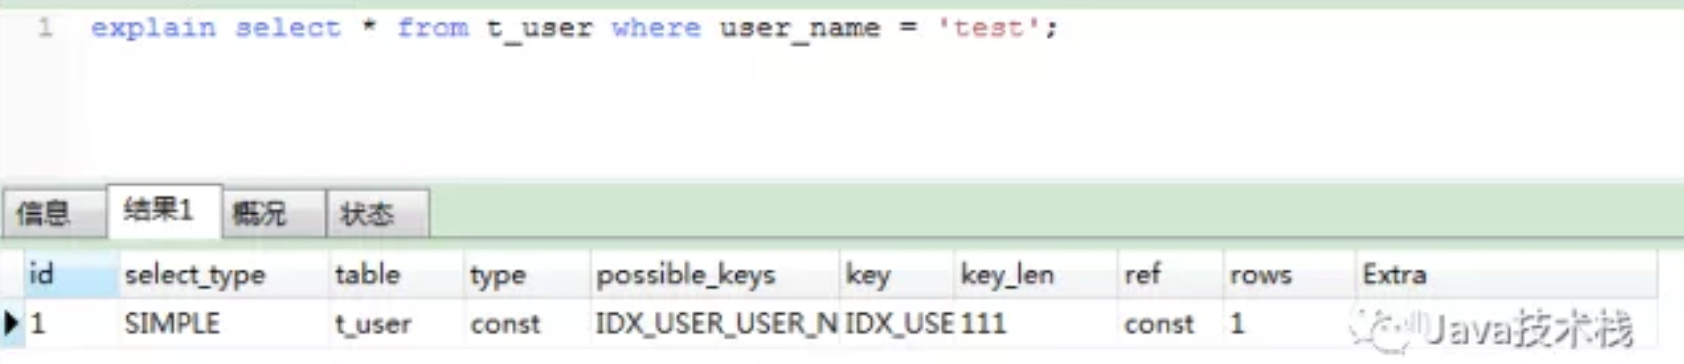 1 explain select * from t_user where user_name = 'test';
信息 结果1 概况 状态
id select_type table type possible_keys key key_len ref rows Extra
1 SIMPLE t_user const IDX_USER_USER_N IDX_USE 111 const 1
Java技术栈